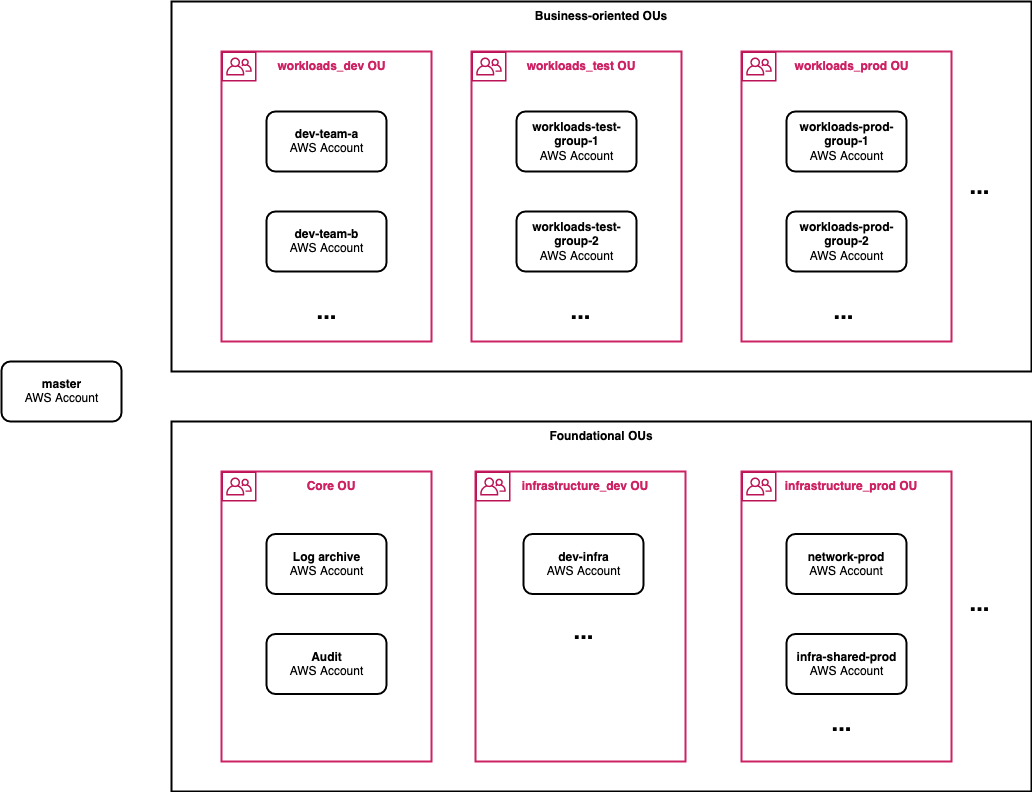 Business-oriented OUs
workloads_dev OU
dev-team-a
AWS Account
dev-team-b
AWS Account
...
workloads_test OU
workloads-test-
group-1
AWS Account
workloads-test-
group-2
AWS Account
...
workloads_prod OU
workloads-prod-
group-1
AWS Account
workloads-prod-
group-2
AWS Account
...
...
master
AWS Account
Foundational OUs
Core OU
Log archive
AWS Account
Audit
AWS Account
infrastructure_dev OU
dev-infra
AWS Account
...
infrastructure_prod OU
network-prod
AWS Account
infra-shared-prod
AWS Account
...
...